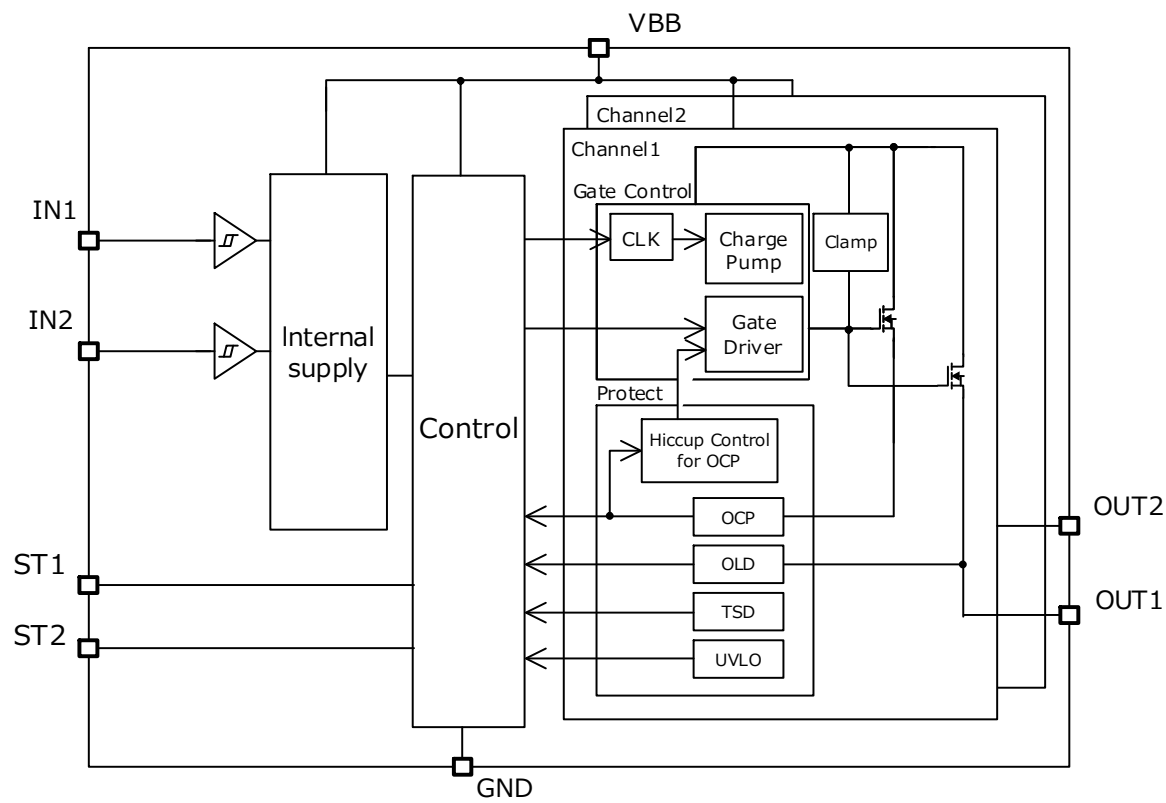 VBB
Channel2
Channel1
Gate Control
IN1
CLK
Charge
Pump
Clamp
IN2
Internal
supply
Gate
Driver
Protect
Control
Hiccup Control
for OCP
OCP
OUT2
OLD
ST1
OUT1
TSD
ST2
UVLO
GND